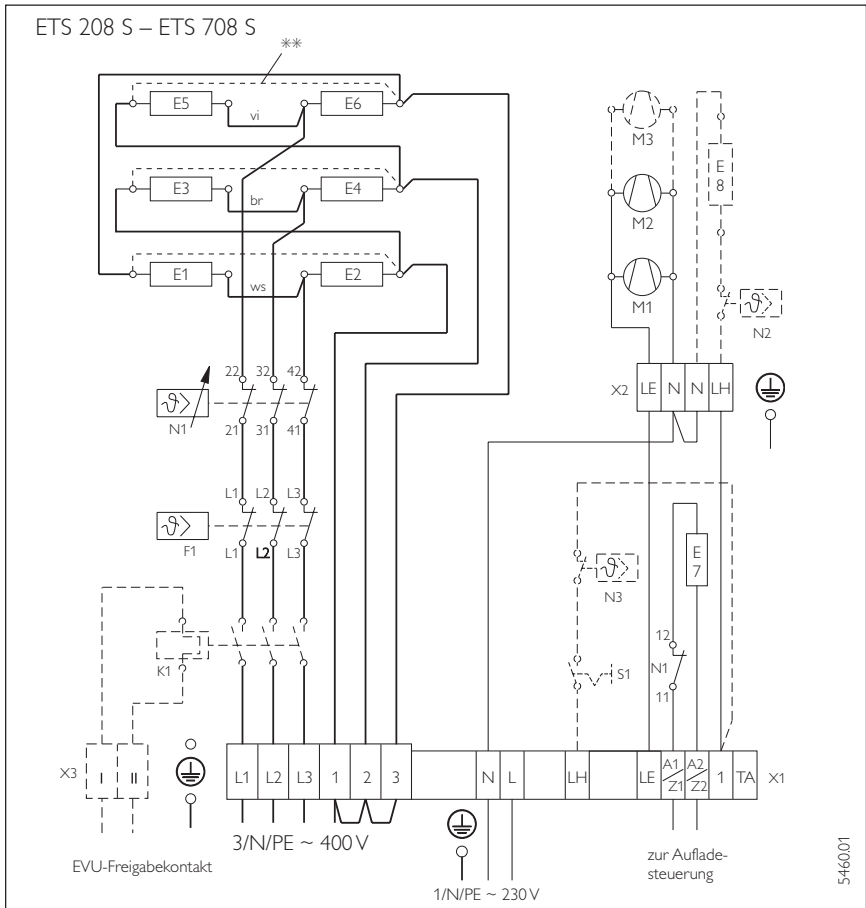 ETS 208 S – ETS 708 S
**
E5 E6
vi
E3 E4
br
E1 E2
ws
M3
E
8
M2
M1
N2
X2 LE N N LH
22 32 42
ϑ>
N1
21 31 41
L1 L2 L3
ϑ>
F1
L1 L2 L3
ϑ>
N3
E
7
12
N1
11
S1
K1
X3 I II
L1 L2 L3 1 2 3 N L LH LE A1 Z1 A2 Z2 1 TA X1
3/N/PE ~ 400 V
1/N/PE ~ 230 V
EVU-Freigabekontakt
zur Auflade-
steuerung
5460.01